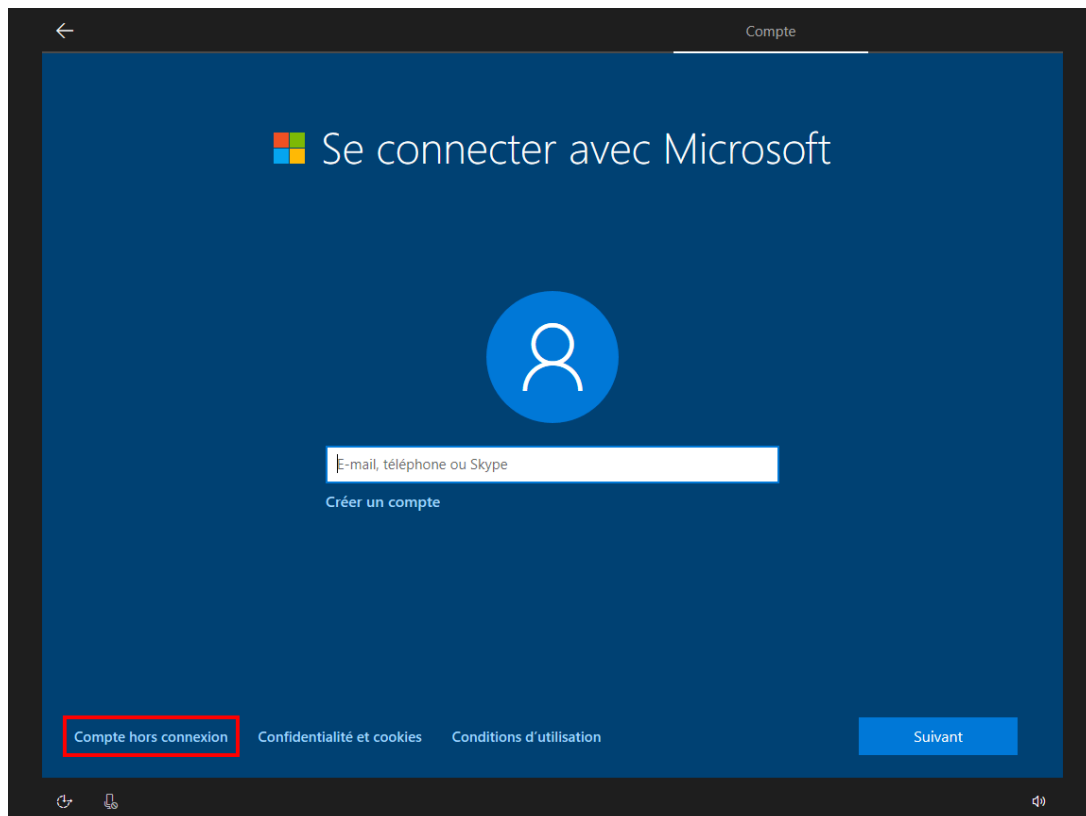 Compte
Se connecter avec Microsoft
E-mail, téléphone ou Skype
Créer un compte
Compte hors connexion Confidentialité et cookies Conditions d'utilisation Suivant